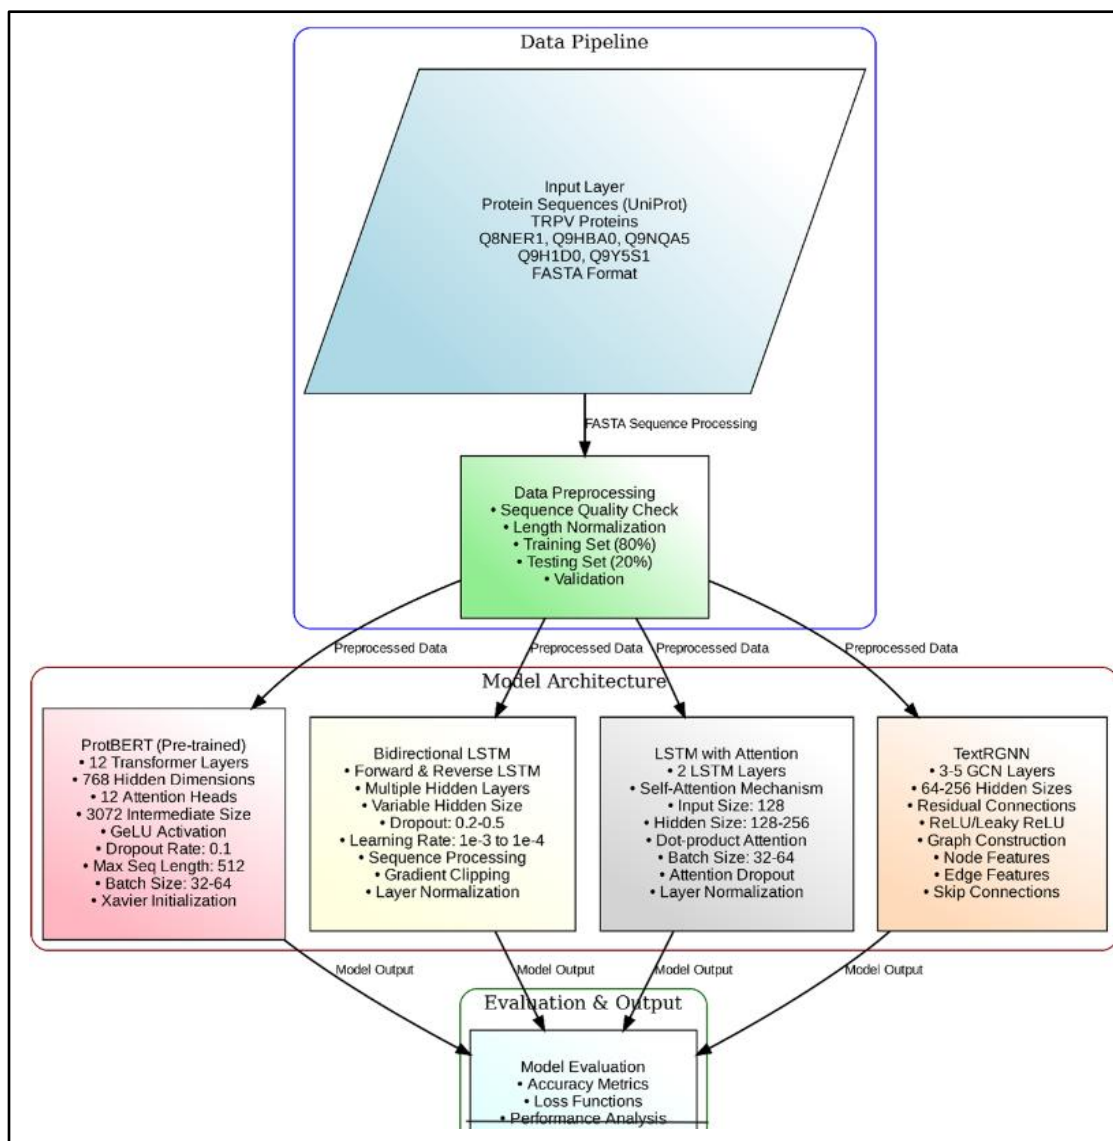 Data Pipeline
Input Layer
Protein Sequences (UniProt)
TRPV Proteins
Q8NER1, Q9HBA0, Q9NQA5
Q9H1D0, Q9Y5S1
FASTA Format
FASTA Sequence Processing
Data Preprocessing
• Sequence Quality Check
• Length Normalization
• Training Set (80%)
• Testing Set (20%)
• Validation
Preprocessed Data
Preprocessed Data
Preprocessed Data
Preprocessed Data
Model Architecture
ProtBERT (Pre-trained)
• 12 Transformer Layers
• 768 Hidden Dimensions
• 12 Attention Heads
• 3072 Intermediate Size
• GeLU Activation
• Dropout Rate: 0.1
• Max Seq Length: 512
• Batch Size: 32-64
• Xavier Initialization
Bidirectional LSTM
• Forward & Reverse LSTM
• Multiple Hidden Layers
• Variable Hidden Size
• Dropout: 0.2-0.5
• Learning Rate: 1e-3 to 1e-4
• Sequence Processing
• Gradient Clipping
• Layer Normalization
LSTM with Attention
• 2 LSTM Layers
• Self-Attention Mechanism
• Input Size: 128
• Hidden Size: 128-256
• Dot-product Attention
• Batch Size: 32-64
• Attention Dropout
• Layer Normalization
TextRGNN
• 3-5 GCN Layers
• 64-256 Hidden Sizes
• Residual Connections
• ReLU/Leaky ReLU
• Graph Construction
• Node Features
• Edge Features
• Skip Connections
Model Output
Model Output
Model Output
Model Output
Evaluation & Output
Model Evaluation
• Accuracy Metrics
• Loss Functions
• Performance Analysis